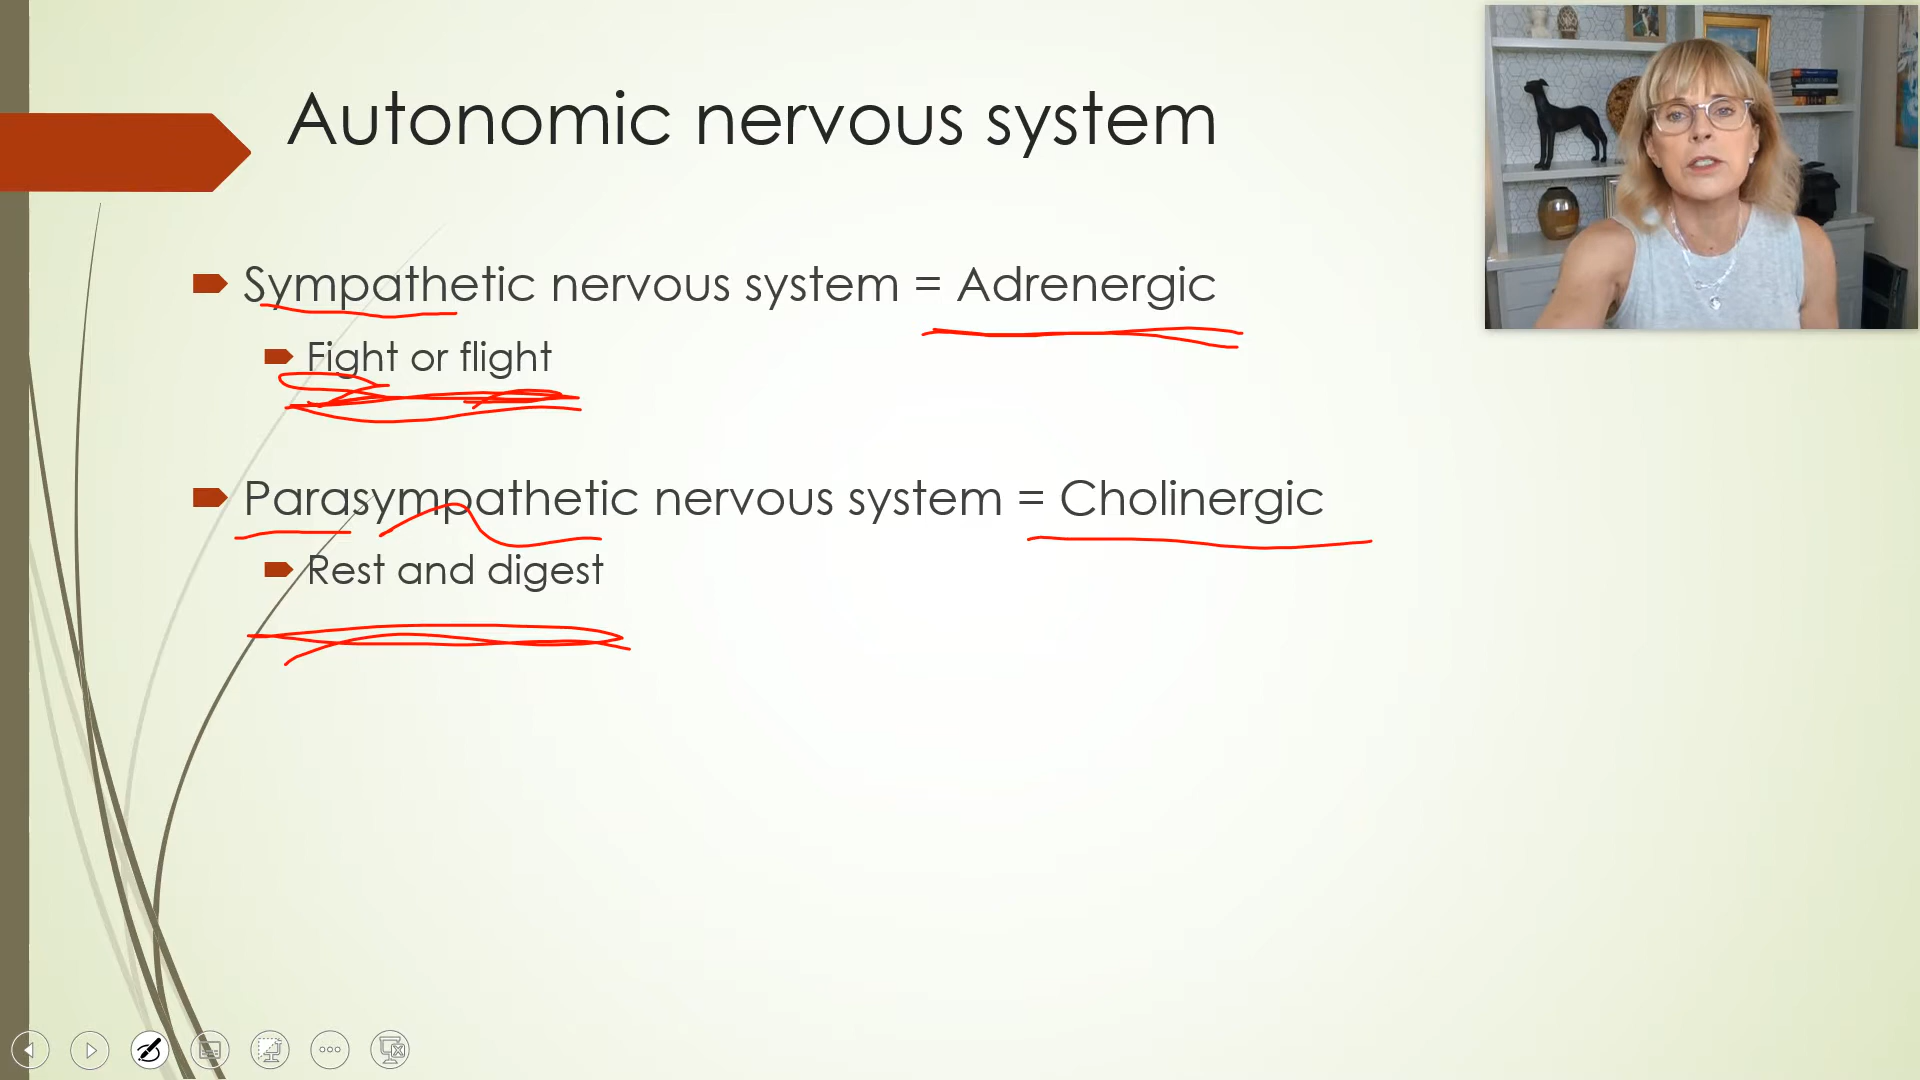 Autonomic nervous system
Sympathetic nervous system = Adrenergic
Fight or flight
Parasympathetic nervous system = Cholinergic
Rest and digest